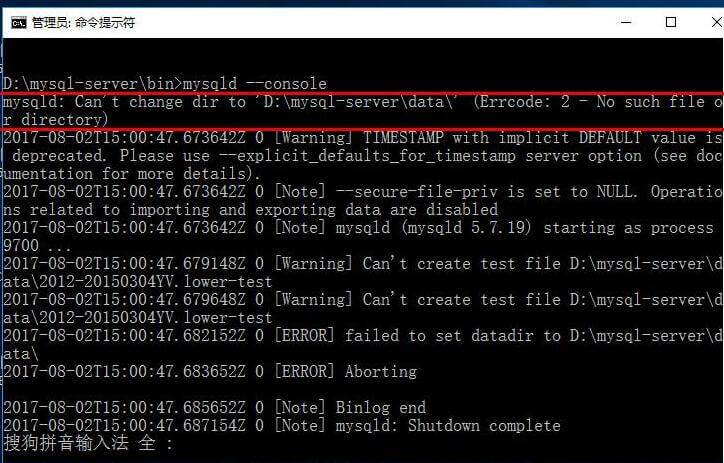 管理员: 命令提示符
D:\mysql-server\bin>mysqld --console
mysqld: Can't change dir to 'D:\mysql-server\data\' (Errcode: 2 - No such file o
r directory)
2017-08-02T15:00:47.673642Z 0 [Warning] TIMESTAMP with implicit DEFAULT value is
 deprecated. Please use --explicit_defaults_for_timestamp server option (see doc
umentation for more details).
2017-08-02T15:00:47.673642Z 0 [Note] --secure-file-priv is set to NULL. Operatio
ns related to importing and exporting data are disabled
2017-08-02T15:00:47.673642Z 0 [Note] mysqld (mysqld 5.7.19) starting as process
9700 ...
2017-08-02T15:00:47.679148Z 0 [Warning] Can't create test file D:\mysql-server\d
ata\2012-20150304YV.lower-test
2017-08-02T15:00:47.679648Z 0 [Warning] Can't create test file D:\mysql-server\d
ata\2012-20150304YV.lower-test
2017-08-02T15:00:47.682152Z 0 [ERROR] failed to set datadir to D:\mysql-server\d
ata\
2017-08-02T15:00:47.683652Z 0 [ERROR] Aborting
2017-08-02T15:00:47.685652Z 0 [Note] Binlog end
2017-08-02T15:00:47.687154Z 0 [Note] mysqld: Shutdown complete
搜狗拼音输入法 全 :